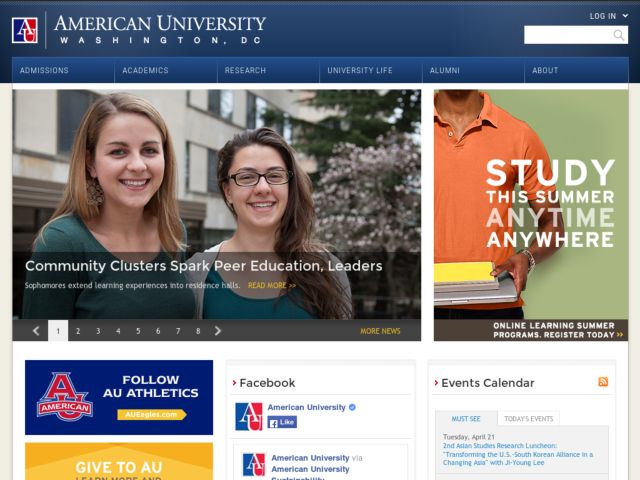 AMERICAN UNIVERSITY
WASHINGTON, DC
LOG IN
ADMISSIONS
ACADEMICS
RESEARCH
UNIVERSITY LIFE
ALUMNI
ABOUT
Community Clusters Spark Peer Education, Leaders
Sophomores extend learning experiences into residence halls. READ MORE >>
1 2 3 4 5 6 7 8
MORE NEWS
STUDY
THIS SUMMER
ANYTIME
ANYWHERE
ONLINE LEARNING SUMMER
PROGRAMS. REGISTER TODAY >>
AMERICAN
FOLLOW
AU ATHLETICS
AUEagles.com
GIVE TO AU
LEARN MORE AND
Facebook
American University
Like
American University via
American University
Sustainability
Events Calendar
MUST SEE
TODAY'S EVENTS
Tuesday, April 21
2nd Asian Studies Research Luncheon:
"Transforming the U.S.-South Korean Alliance in a
Changing Asia" with Ji-Young Lee